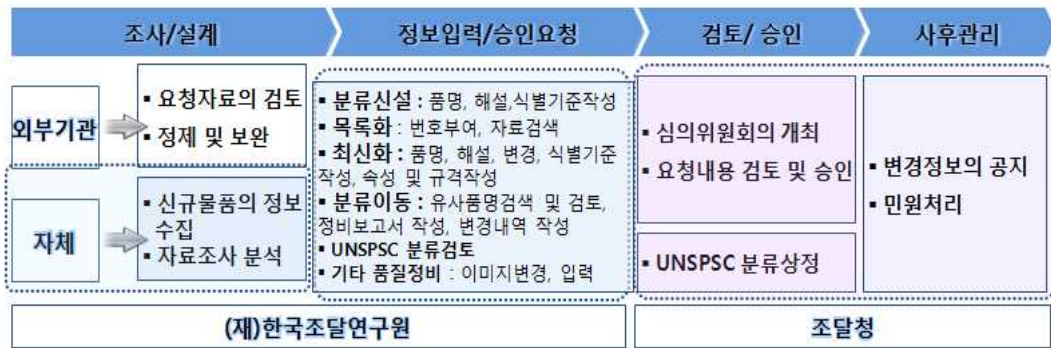 조사/설계
정보입력/승인요청
검토/ 승인
사후관리
외부기관
▪ 요청자료의 검토
▪ 정제 및 보완
자체
▪ 신규물품의 정보
수집
▪ 자료조사 분석
▪ 분류신설 : 품명, 해설,식별기준작성
▪ 목록화 : 번호부여, 자료검색
▪ 최신화 : 품명, 해설, 변경, 식별기준
작성, 속성 및 규격작성
▪ 분류이동 : 유사품명검색 및 검토,
정비보고서 작성, 변경내역 작성
▪ UNSPSC 분류검토
▪ 기타 품질정비 : 이미지변경, 입력
▪ 심의위원회의 개최
▪ 요청내용 검토 및 승인
▪ UNSPSC 분류상정
▪ 변경정보의 공지
▪ 민원처리
(재)한국조달연구원
조달청